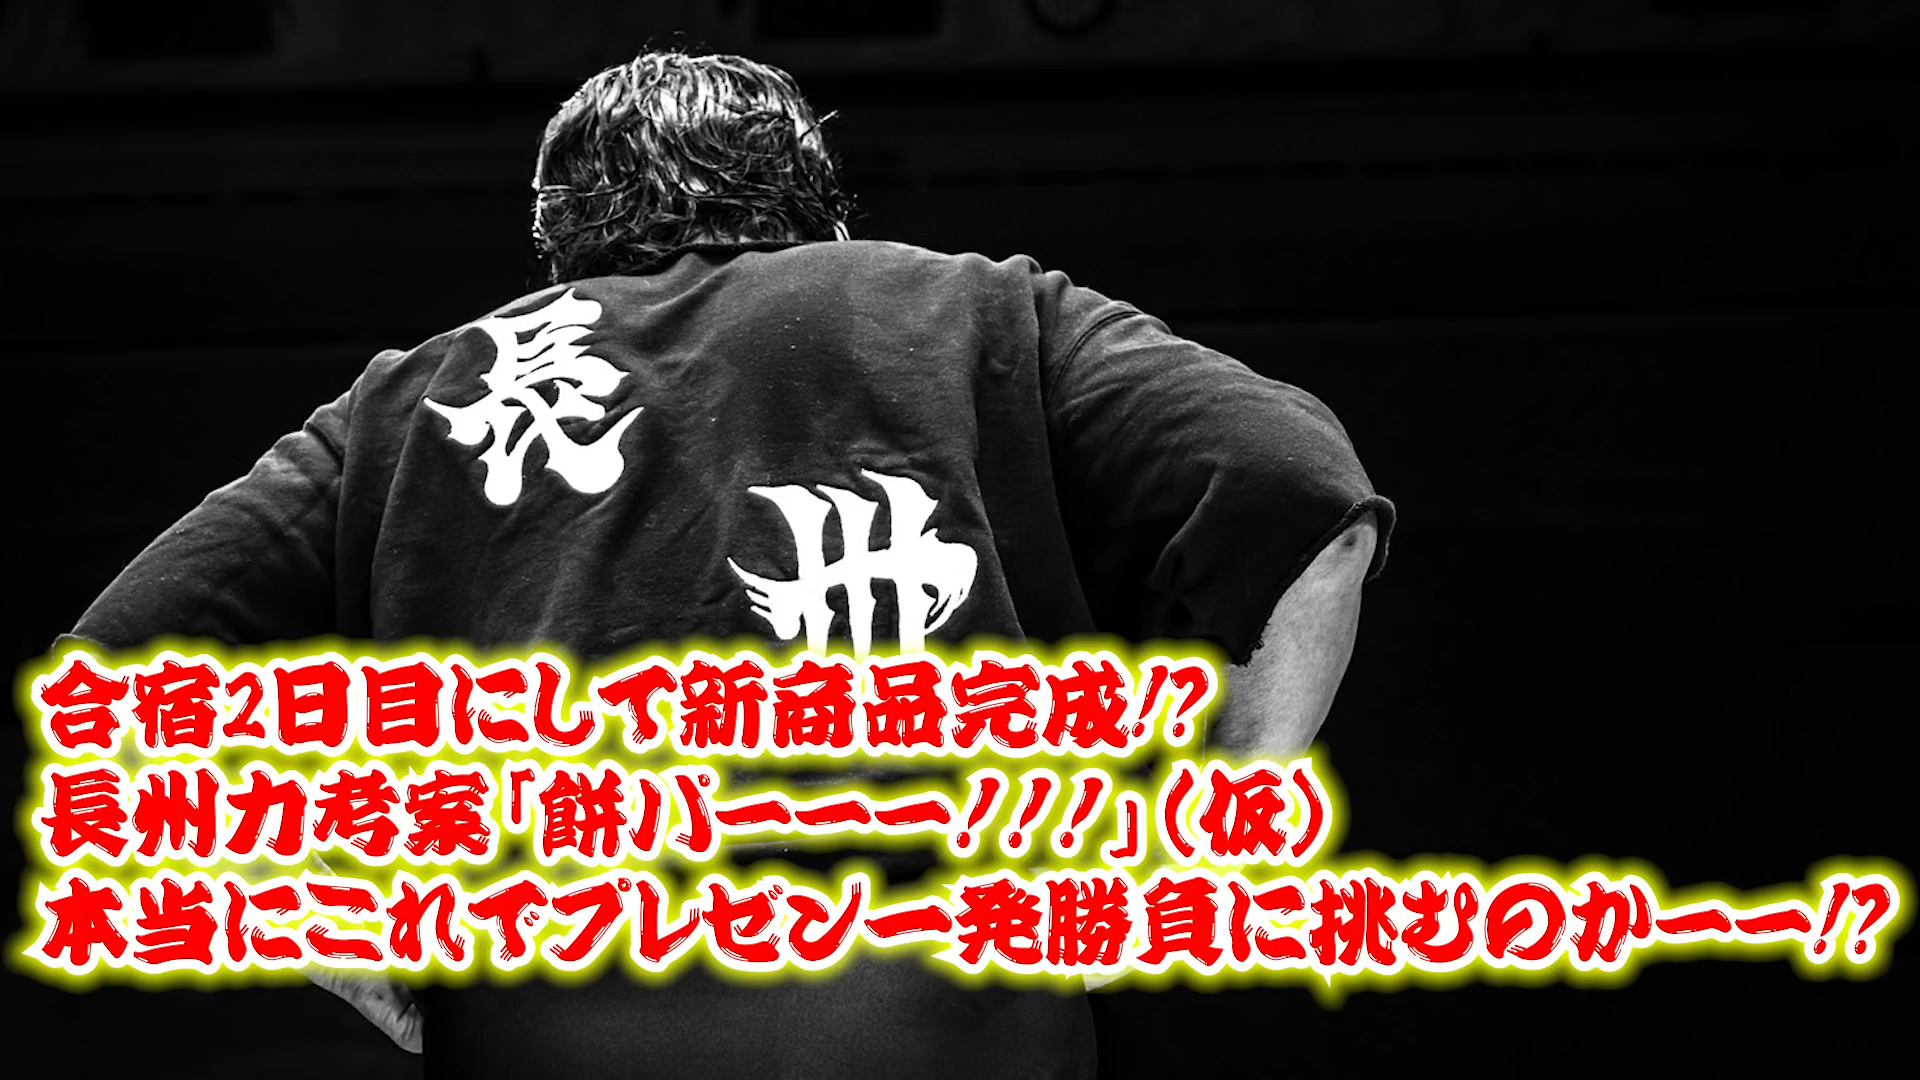 長
州
合宿2日目にして新商品完成!?
長州力考案「餅パーーー!!!」(仮)
本当にこれでプレゼン一発勝負に挑むのかーー!?